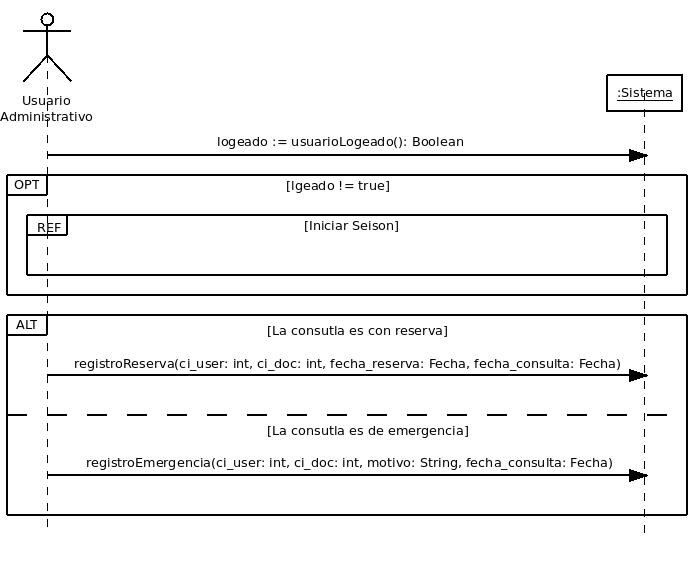 Usuario
Administrativo
:Sistema
logeado := usuarioLogeado(): Boolean
OPT
[lgeado != true]
REF
[Iniciar Seison]
ALT
[La consutla es con reserva]
registroReserva(ci_user: int, ci_doc: int, fecha_reserva: Fecha, fecha_consulta: Fecha)
[La consutla es de emergencia]
registroEmergencia(ci_user: int, ci_doc: int, motivo: String, fecha_consulta: Fecha)